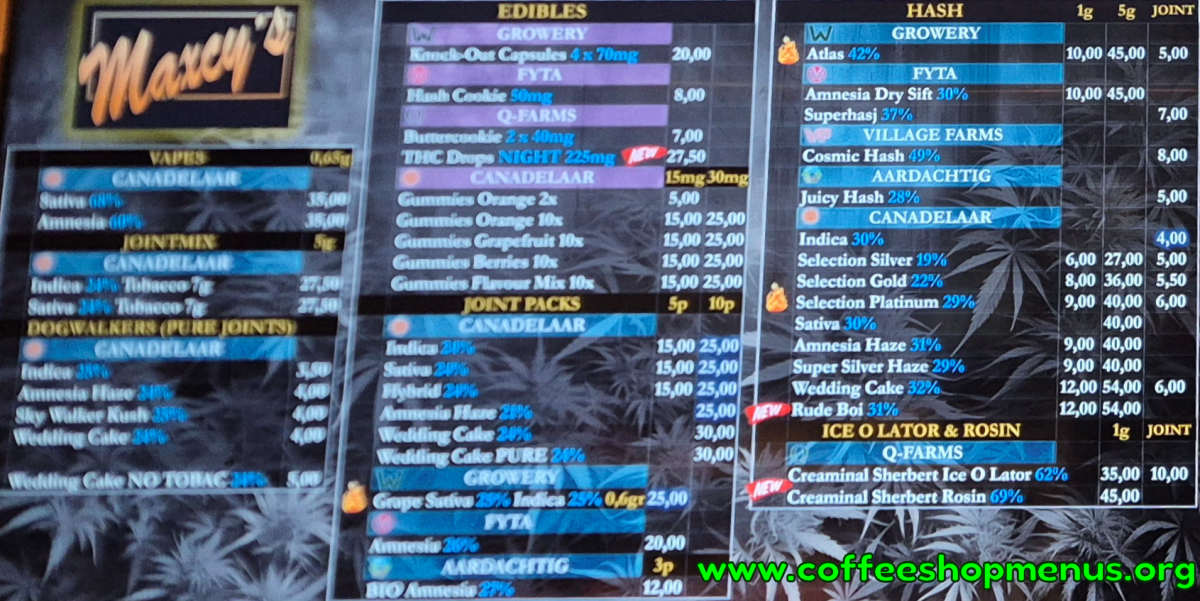 Maxcy's
VAPES 0,65g
CANADELAAR
Sativa 68% 35,00
Amnesia 60% 35,00
JOINTMIX 5g
CANADELAAR
Indica 24% Tobacco 7g 27,50
Sativa 24% Tobacco 7g 27,50
DOGWALKERS (PURE JOINTS)
CANADELAAR
Indica 3,50
Amnesia Haze 24% 4,00
Sky Walker Kush 4,00
Wedding Cake 24% 4,00
Wedding Cake NO TOBAC 24% 5,00
EDIBLES
GROWERY
Knock-Out Capsules 4 x 70mg 20,00
FYTA
Hash Cookie 50mg 8,00
Q-FARMS
Buttercookie 2 x 40mg 7,00
THC Drops NIGHT 225mg NEW 27,50
CANADELAAR 15mg 30mg
Gummies Orange 2x 5,00
Gummies Orange 10x 15,00 25,00
Gummies Grapefruit 10x 15,00 25,00
Gummies Berries 10x 15,00 25,00
Gummies Flavour Mix 10x 15,00 25,00
JOINT PACKS 5p 10p
CANADELAAR
Indica 15,00 25,00
Sativa 15,00 25,00
Hybrid 24% 15,00 25,00
Amnesia Haze 25,00
Wedding Cake 24% 30,00
Wedding Cake PURE 24% 30,00
GROWERY
Grape Sativa 25% Indica 25% 0,6gr 25,00
FYTA
Amnesia 26% 20,00
AARDACHTIG 3p
BIO Amnesia 27% 12,00
HASH 1g 5g JOINT
GROWERY
Atlas 42% 10,00 45,00 5,00
FYTA
Amnesia Dry Sift 30% 10,00 45,00
Superhasj 37% 7,00
VILLAGE FARMS
Cosmic Hash 49% 8,00
AARDACHTIG
Juicy Hash 28% 5,00
CANADELAAR
Indica 30% 4,00
Selection Silver 19% 6,00 27,00 5,00
Selection Gold 22% 8,00 36,00 5,50
Selection Platinum 29% 9,00 40,00 6,00
Sativa 30% 40,00
Amnesia Haze 31% 9,00 40,00
Super Silver Haze 29% 9,00 40,00
Wedding Cake 32% 12,00 54,00 6,00
NEW Rude Boi 31% 12,00 54,00
ICE O LATOR & ROSIN 1g JOINT
Q-FARMS
Creaminal Sherbert Ice O Lator 62% 35,00 10,00
NEW
Creaminal Sherbert Rosin 69% 45,00
www.coffeeshopmenus.org